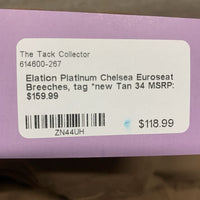 The Tack Collector
614600-267
Elation Platinum Chelsea Euroseat
Breeches, tag *new Tan 34 MSRP:
$159.99
ZN44UH
$118.99